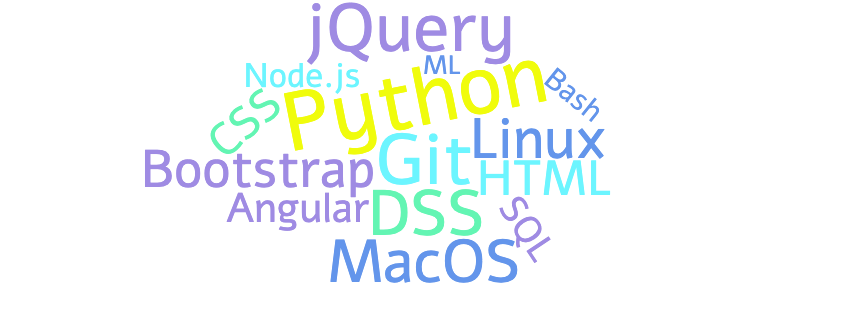 jQuery
ML
Node.js
Python
Bash
CSS
Linux
Git
Bootstrap
HTML
Angular
DSS
SQL
MacOS